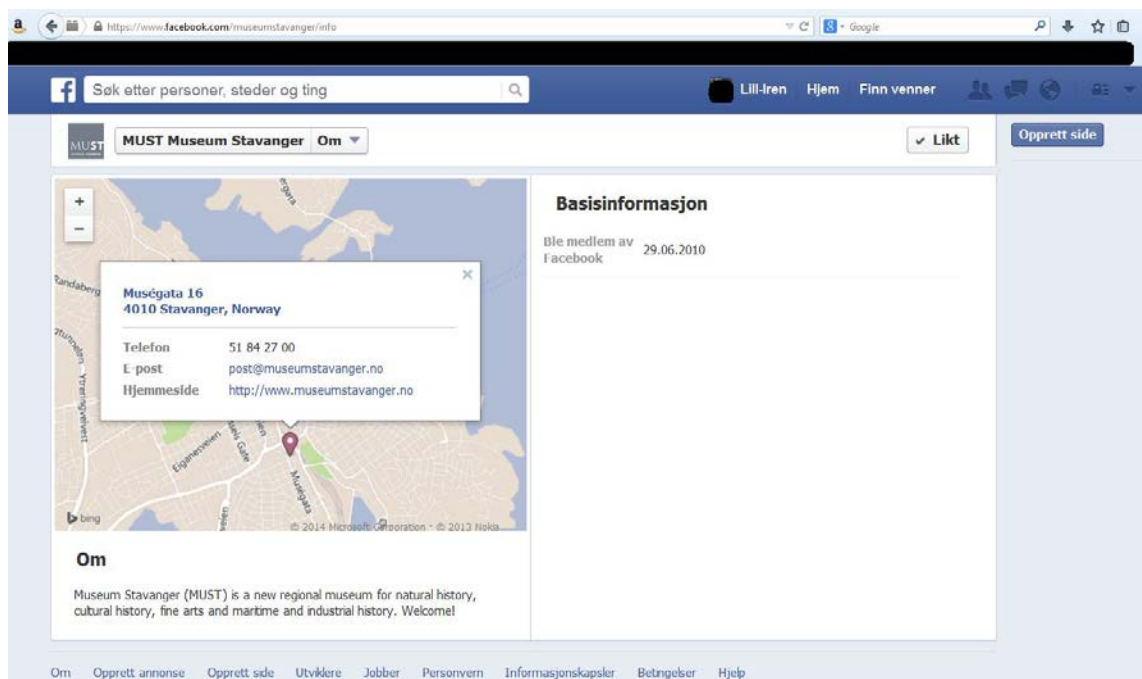 https://www.facebook.com/museumstavanger/info
Google
Søk etter personer, steder og ting
Lill-Iren Hjem Finn venner
MUST
MUST Museum Stavanger Om
Likt
Opprett side
+
−
Muségata 16
4010 Stavanger, Norway
Telefon 51 84 27 00
E-post post@museumstavanger.no
Hjemmeside http://www.museumstavanger.no
Eiganesveien
Muségata
bing
© 2014 Microsoft Corporation · © 2013 Nokia
Basisinformasjon
Ble medlem av
Facebook
29.06.2010
Om
Museum Stavanger (MUST) is a new regional museum for natural history,
cultural history, fine arts and maritime and industrial history. Welcome!
Om Opprett annonse Opprett side Utviklere Jobber Personvern Informasjonskapsler Betingelser Hjelp